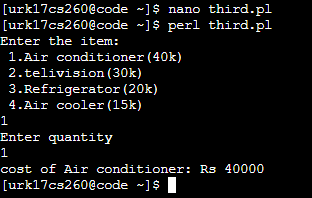 [urk17cs260@code ~]$ nano third.pl
[urk17cs260@code ~]$ perl third.pl
Enter the item:
1.Air conditioner(40k)
2.telivision(30k)
3.Refrigerator(20k)
4.Air cooler(15k)
1
Enter quantity
1
cost of Air conditioner: Rs 40000
[urk17cs260@code ~]$